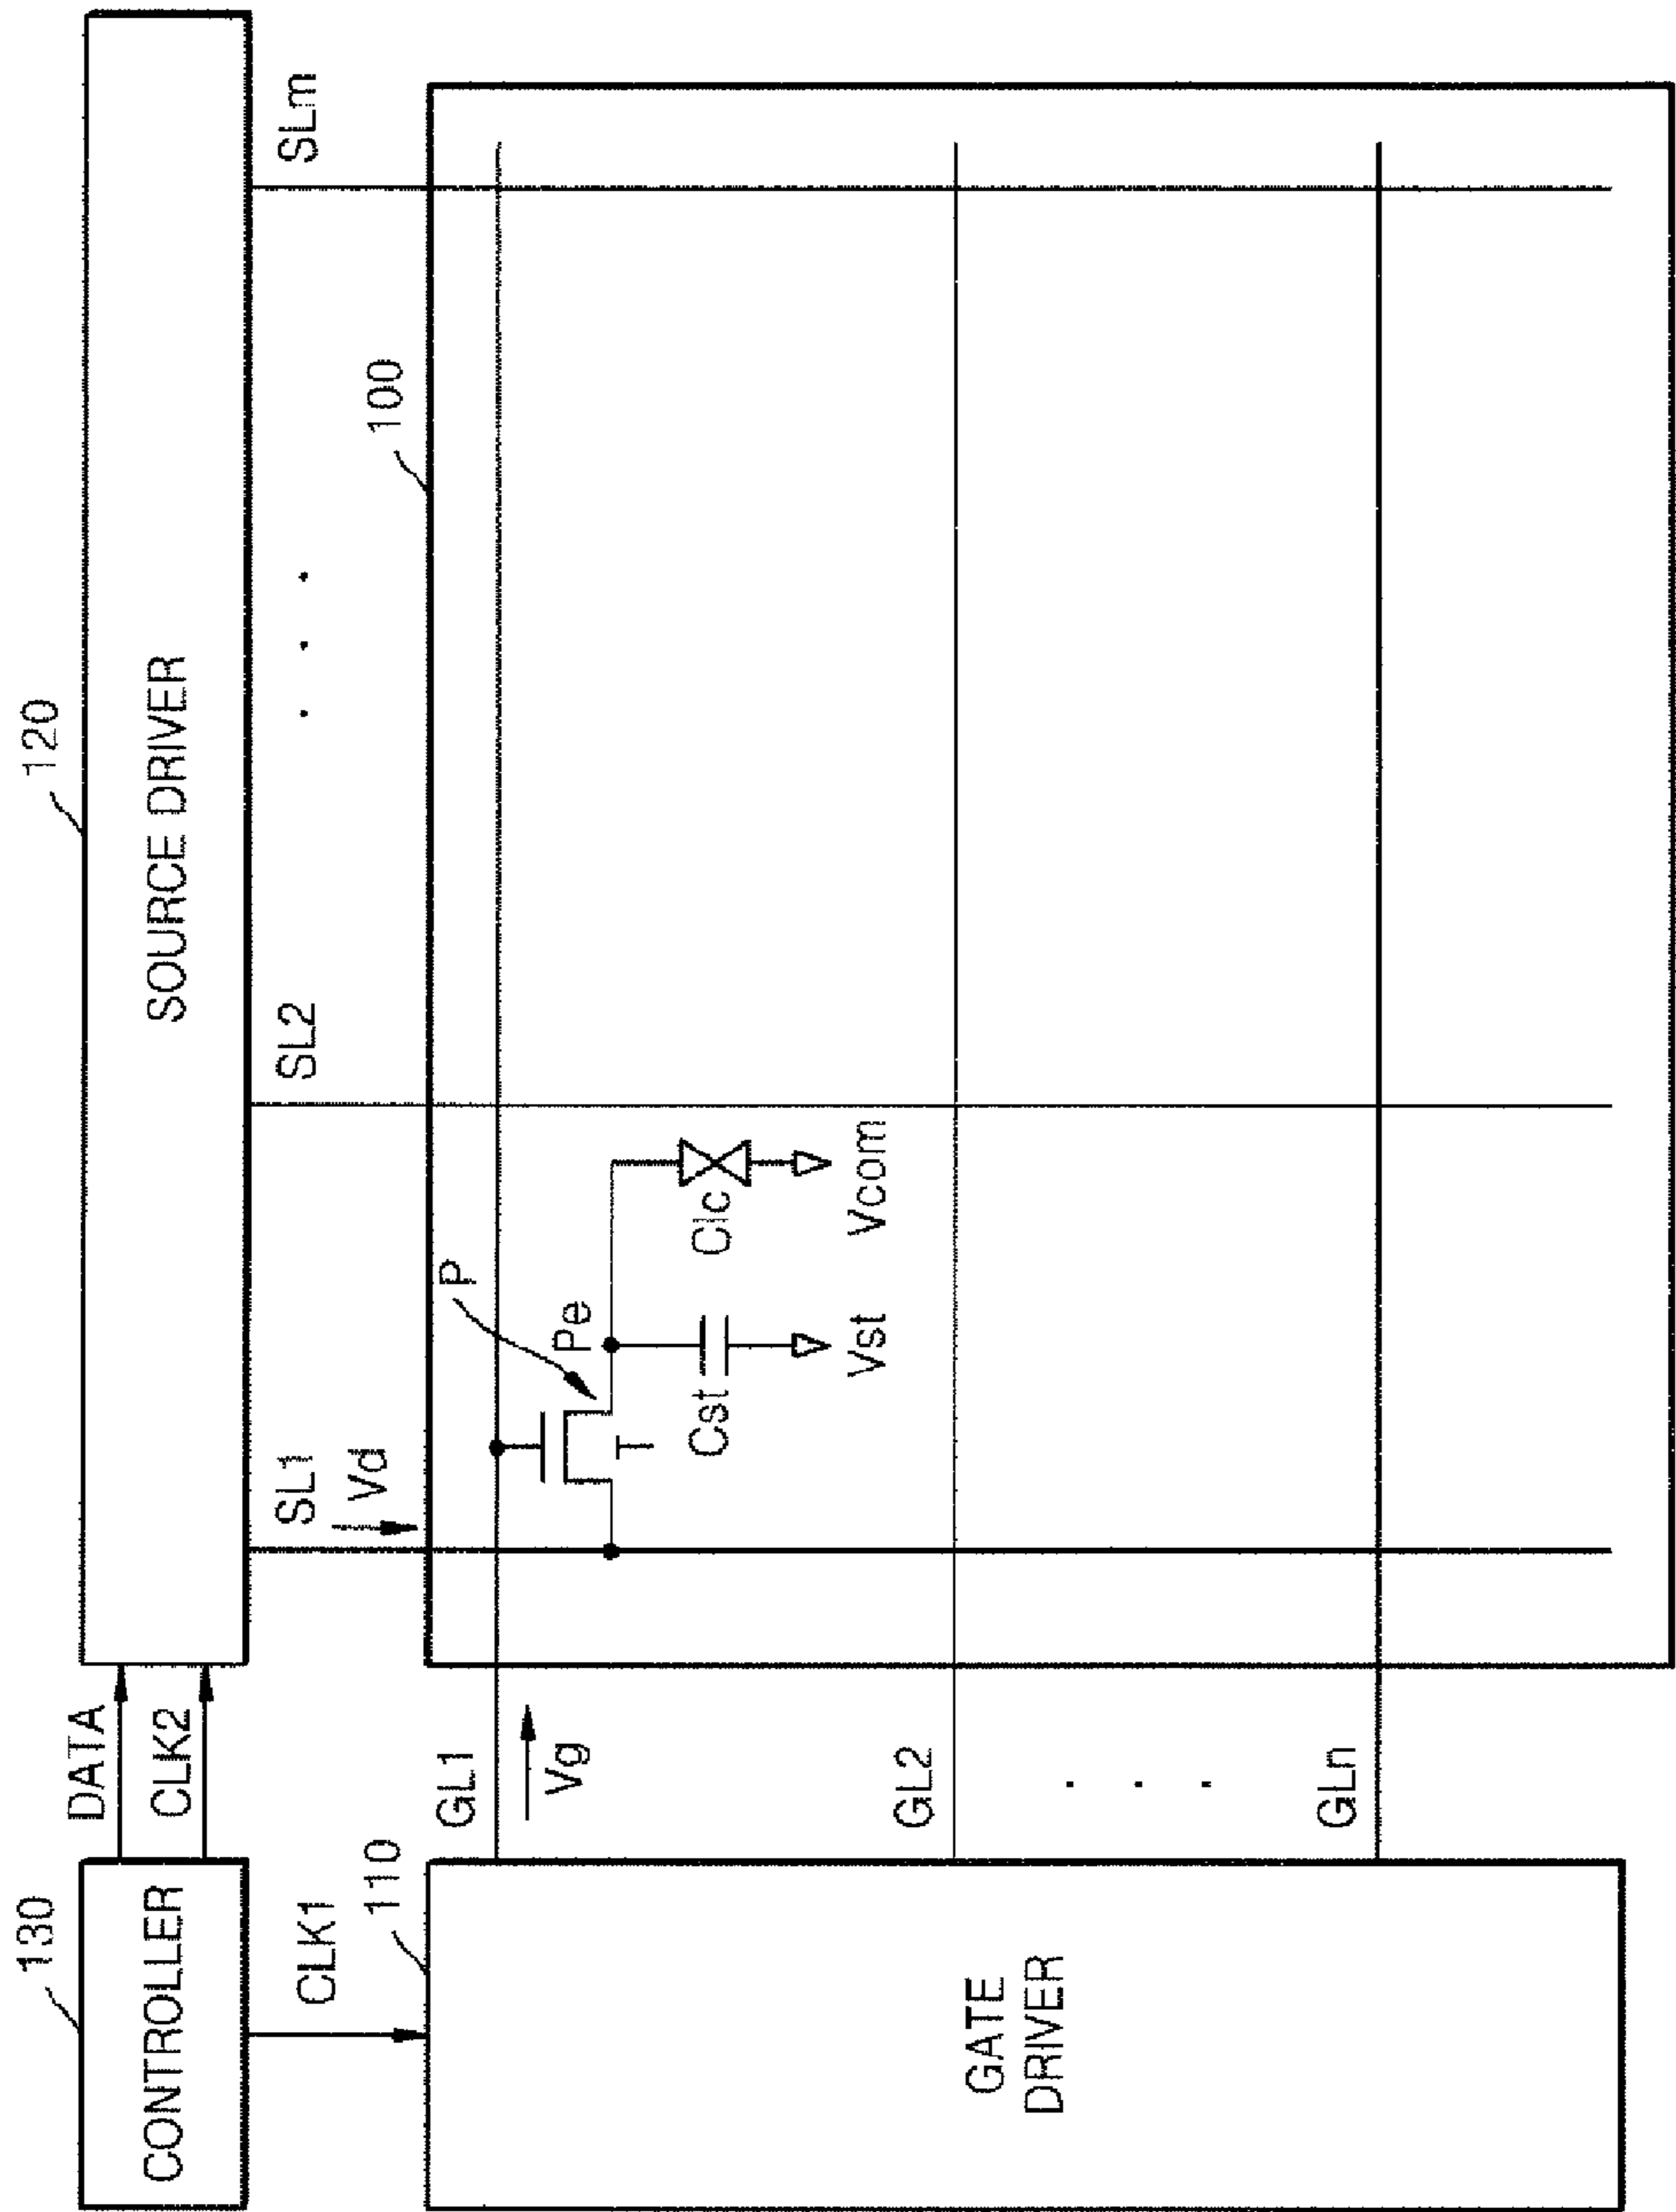 130
120
CONTROLLER
DATA
CLK2
SOURCE DRIVER
CLK1
SL1
Vd
SL2
. . .
SLm
110
100
GL1
Vg
P
Pe
T
Cst
Clc
Vst
Vcom
GATE
DRIVER
GL2
. . .
GLn